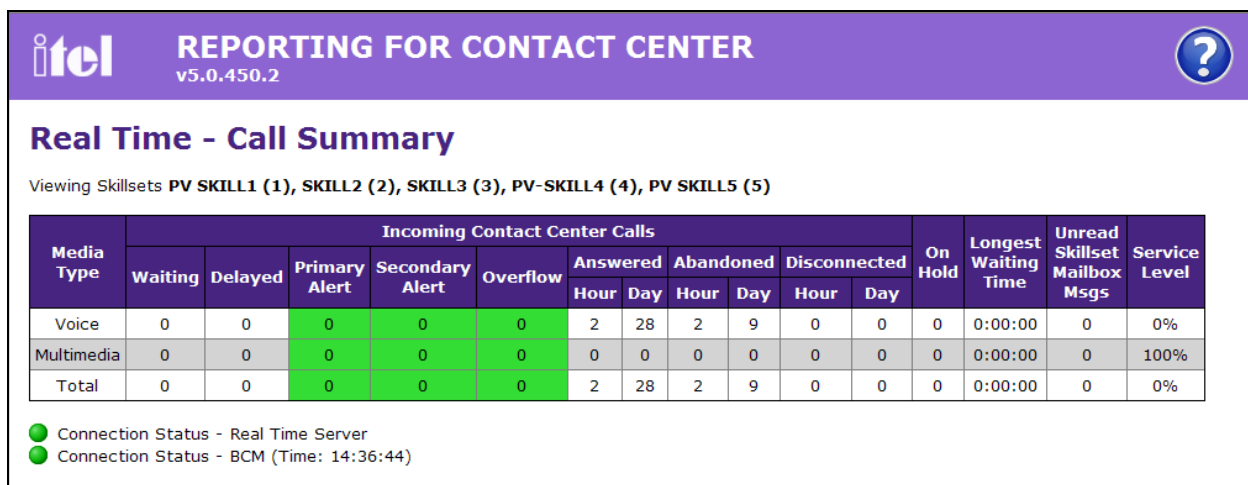 itel
REPORTING FOR CONTACT CENTER
v5.0.450.2
?
Real Time - Call Summary
Viewing Skillsets PV SKILL1 (1), SKILL2 (2), SKILL3 (3), PV-SKILL4 (4), PV SKILL5 (5)
Media Type Incoming Contact Center Calls On Hold Longest Waiting Time Unread Skillset Mailbox Msgs Service Level
Waiting Delayed Primary Alert Secondary Alert Overflow Answered Abandoned Disconnected
Hour Day Hour Day Hour Day
Voice 0 0 0 0 0 2 28 2 9 0 0 0 0:00:00 0 0%
Multimedia 0 0 0 0 0 0 0 0 0 0 0 0 0:00:00 0 100%
Total 0 0 0 0 0 2 28 2 9 0 0 0 0:00:00 0 0%
Connection Status - Real Time Server
Connection Status - BCM (Time: 14:36:44)